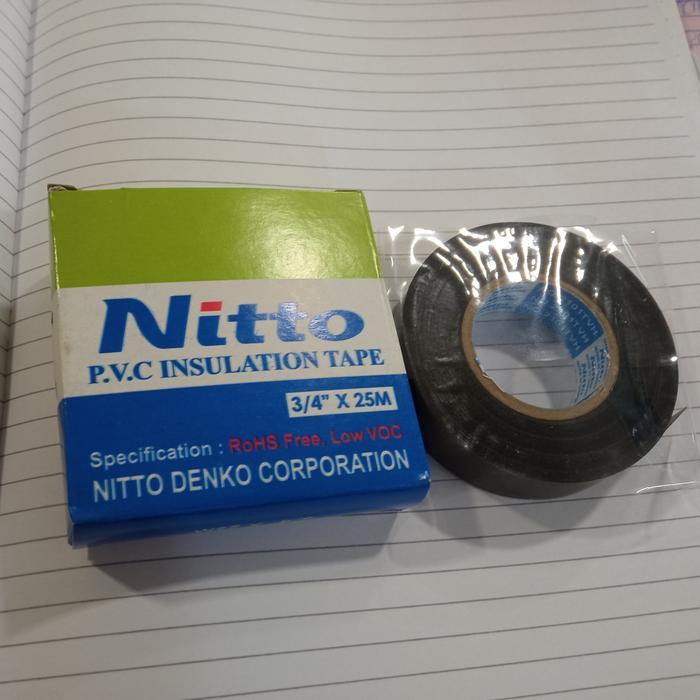 Nitto
P.V.C INSULATION TAPE
3/4" X 25M
Specification : RoHS Free, Low VOC
NITTO DENKO CORPORATION